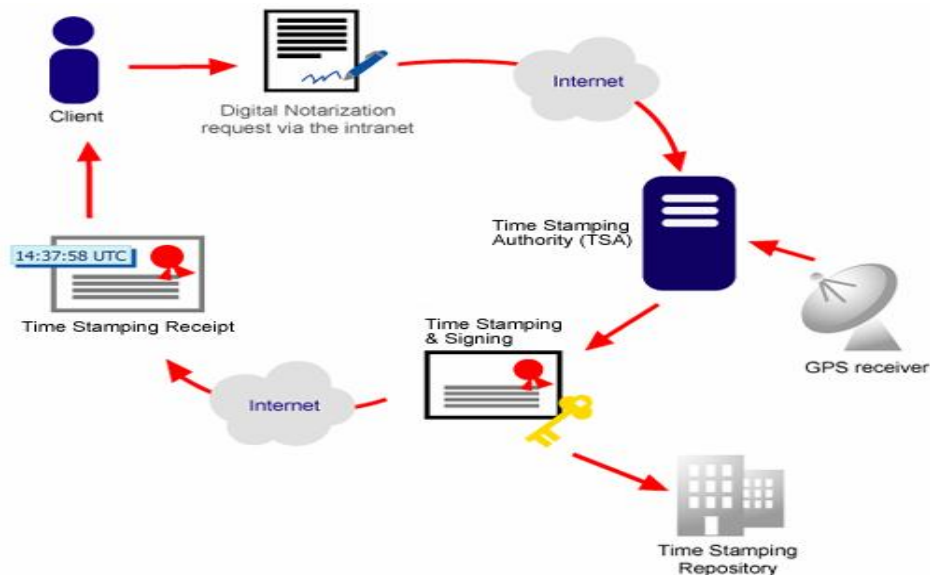 Client
Digital Notarization
request via the intranet
Internet
Time Stamping
Authority (TSA)
GPS receiver
14:37:58 UTC
Time Stamping Receipt
Time Stamping
& Signing
Internet
Time Stamping
Repository